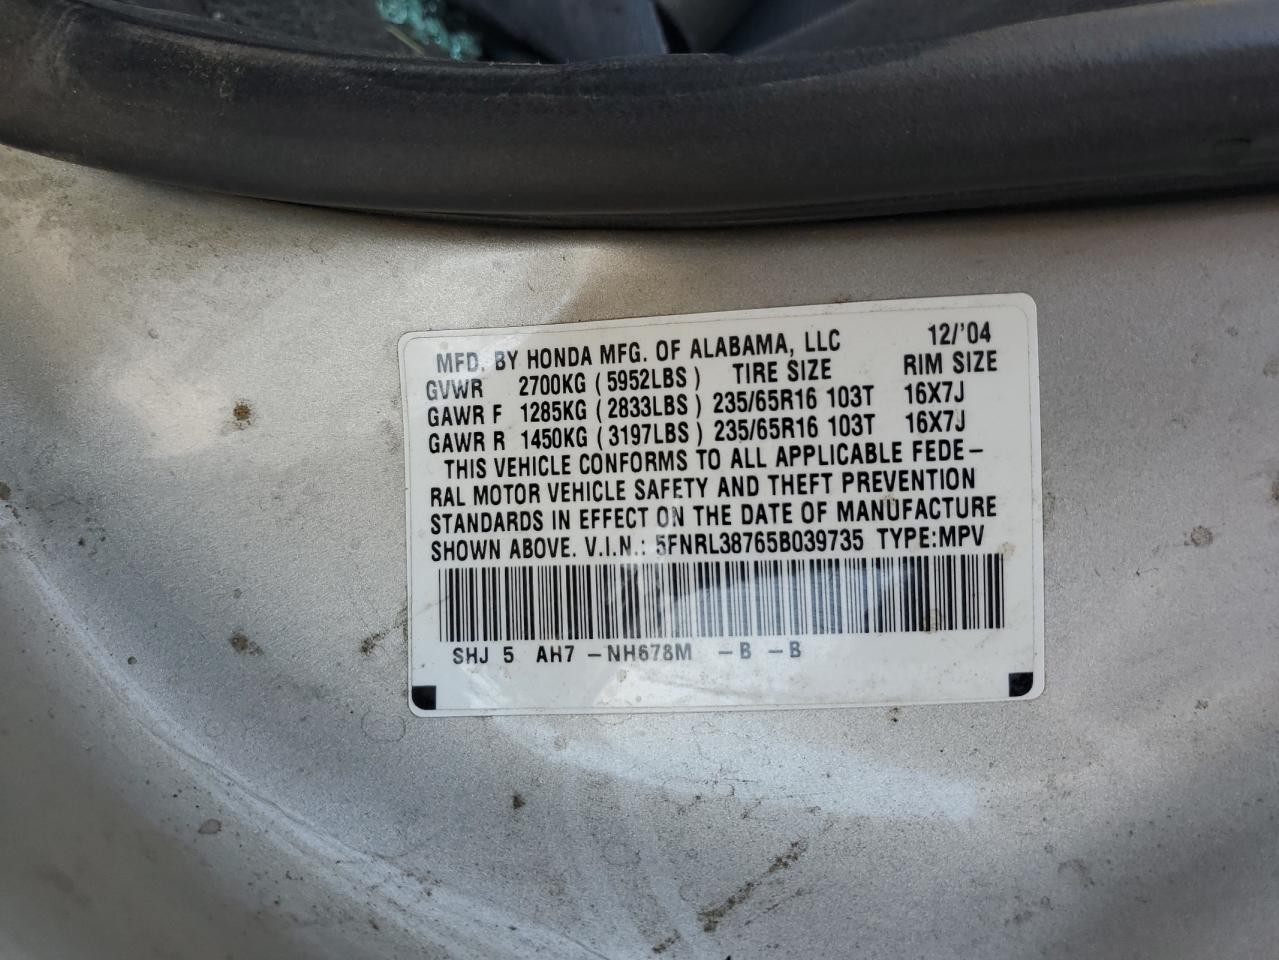 MFD. BY HONDA MFG. OF ALABAMA, LLC 12/'04
GVWR 2700KG (5952LBS) TIRE SIZE RIM SIZE
GAWR F 1285KG (2833LBS) 235/65R16 103T 16X7J
GAWR R 1450KG (3197LBS) 235/65R16 103T 16X7J
THIS VEHICLE CONFORMS TO ALL APPLICABLE FEDE-
RAL MOTOR VEHICLE SAFETY AND THEFT PREVENTION
STANDARDS IN EFFECT ON THE DATE OF MANUFACTURE
SHOWN ABOVE. V.I.N.: 5FNRL38765B039735 TYPE:MPV
SHJ 5 AH7 -NH678M -B -B